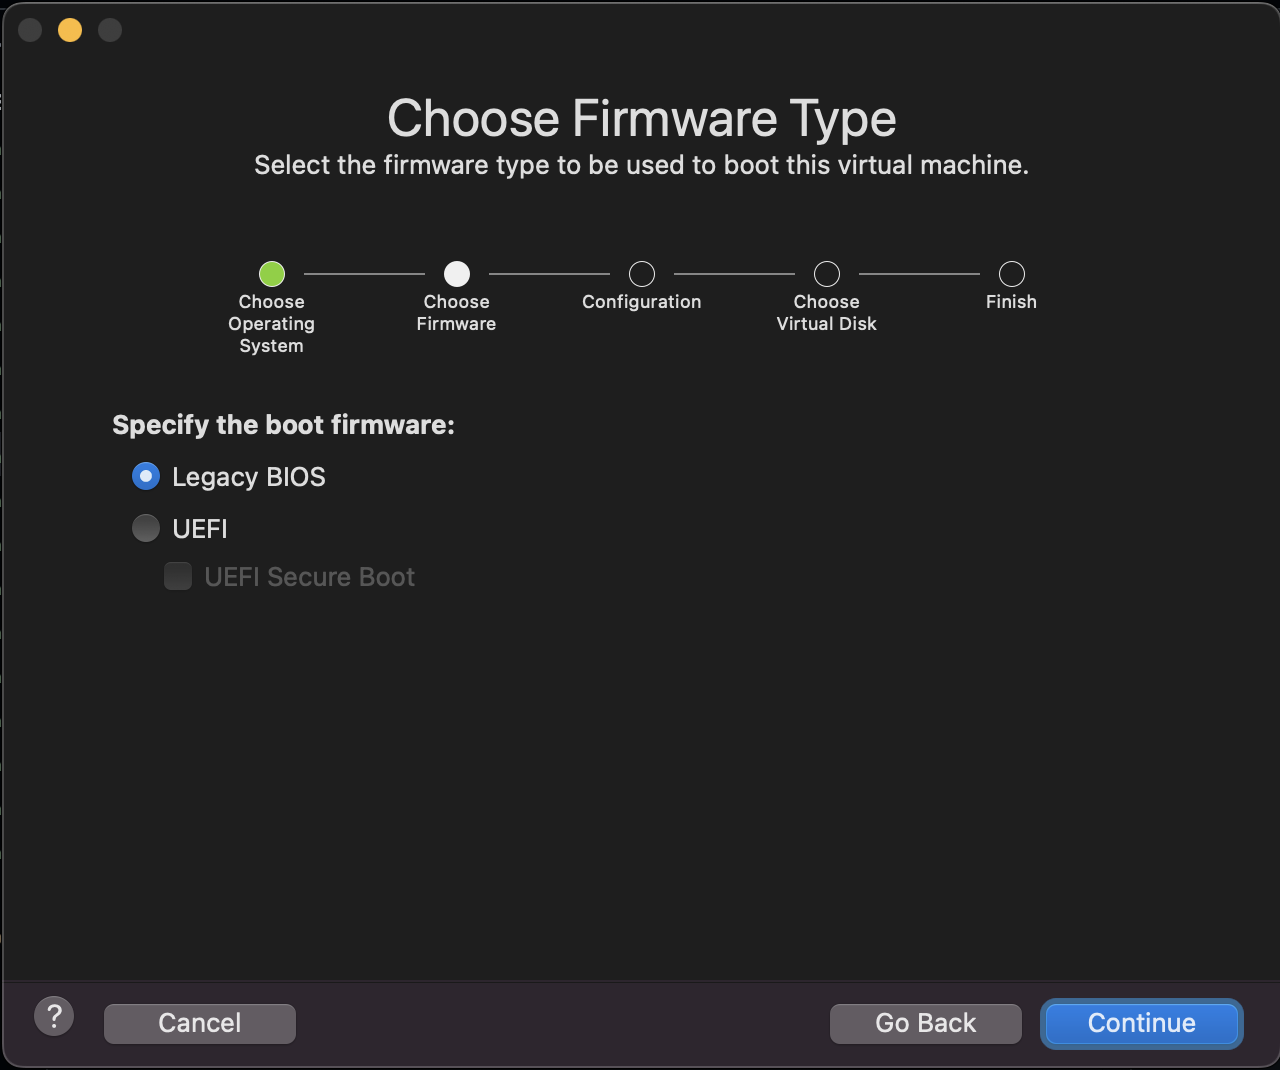 Choose Firmware Type
Select the firmware type to be used to boot this virtual machine.
Choose
Operating
System
Choose
Firmware
Configuration
Choose
Virtual Disk
Finish
Specify the boot firmware:
Legacy BIOS
UEFI
UEFI Secure Boot
?
Cancel
Go Back
Continue